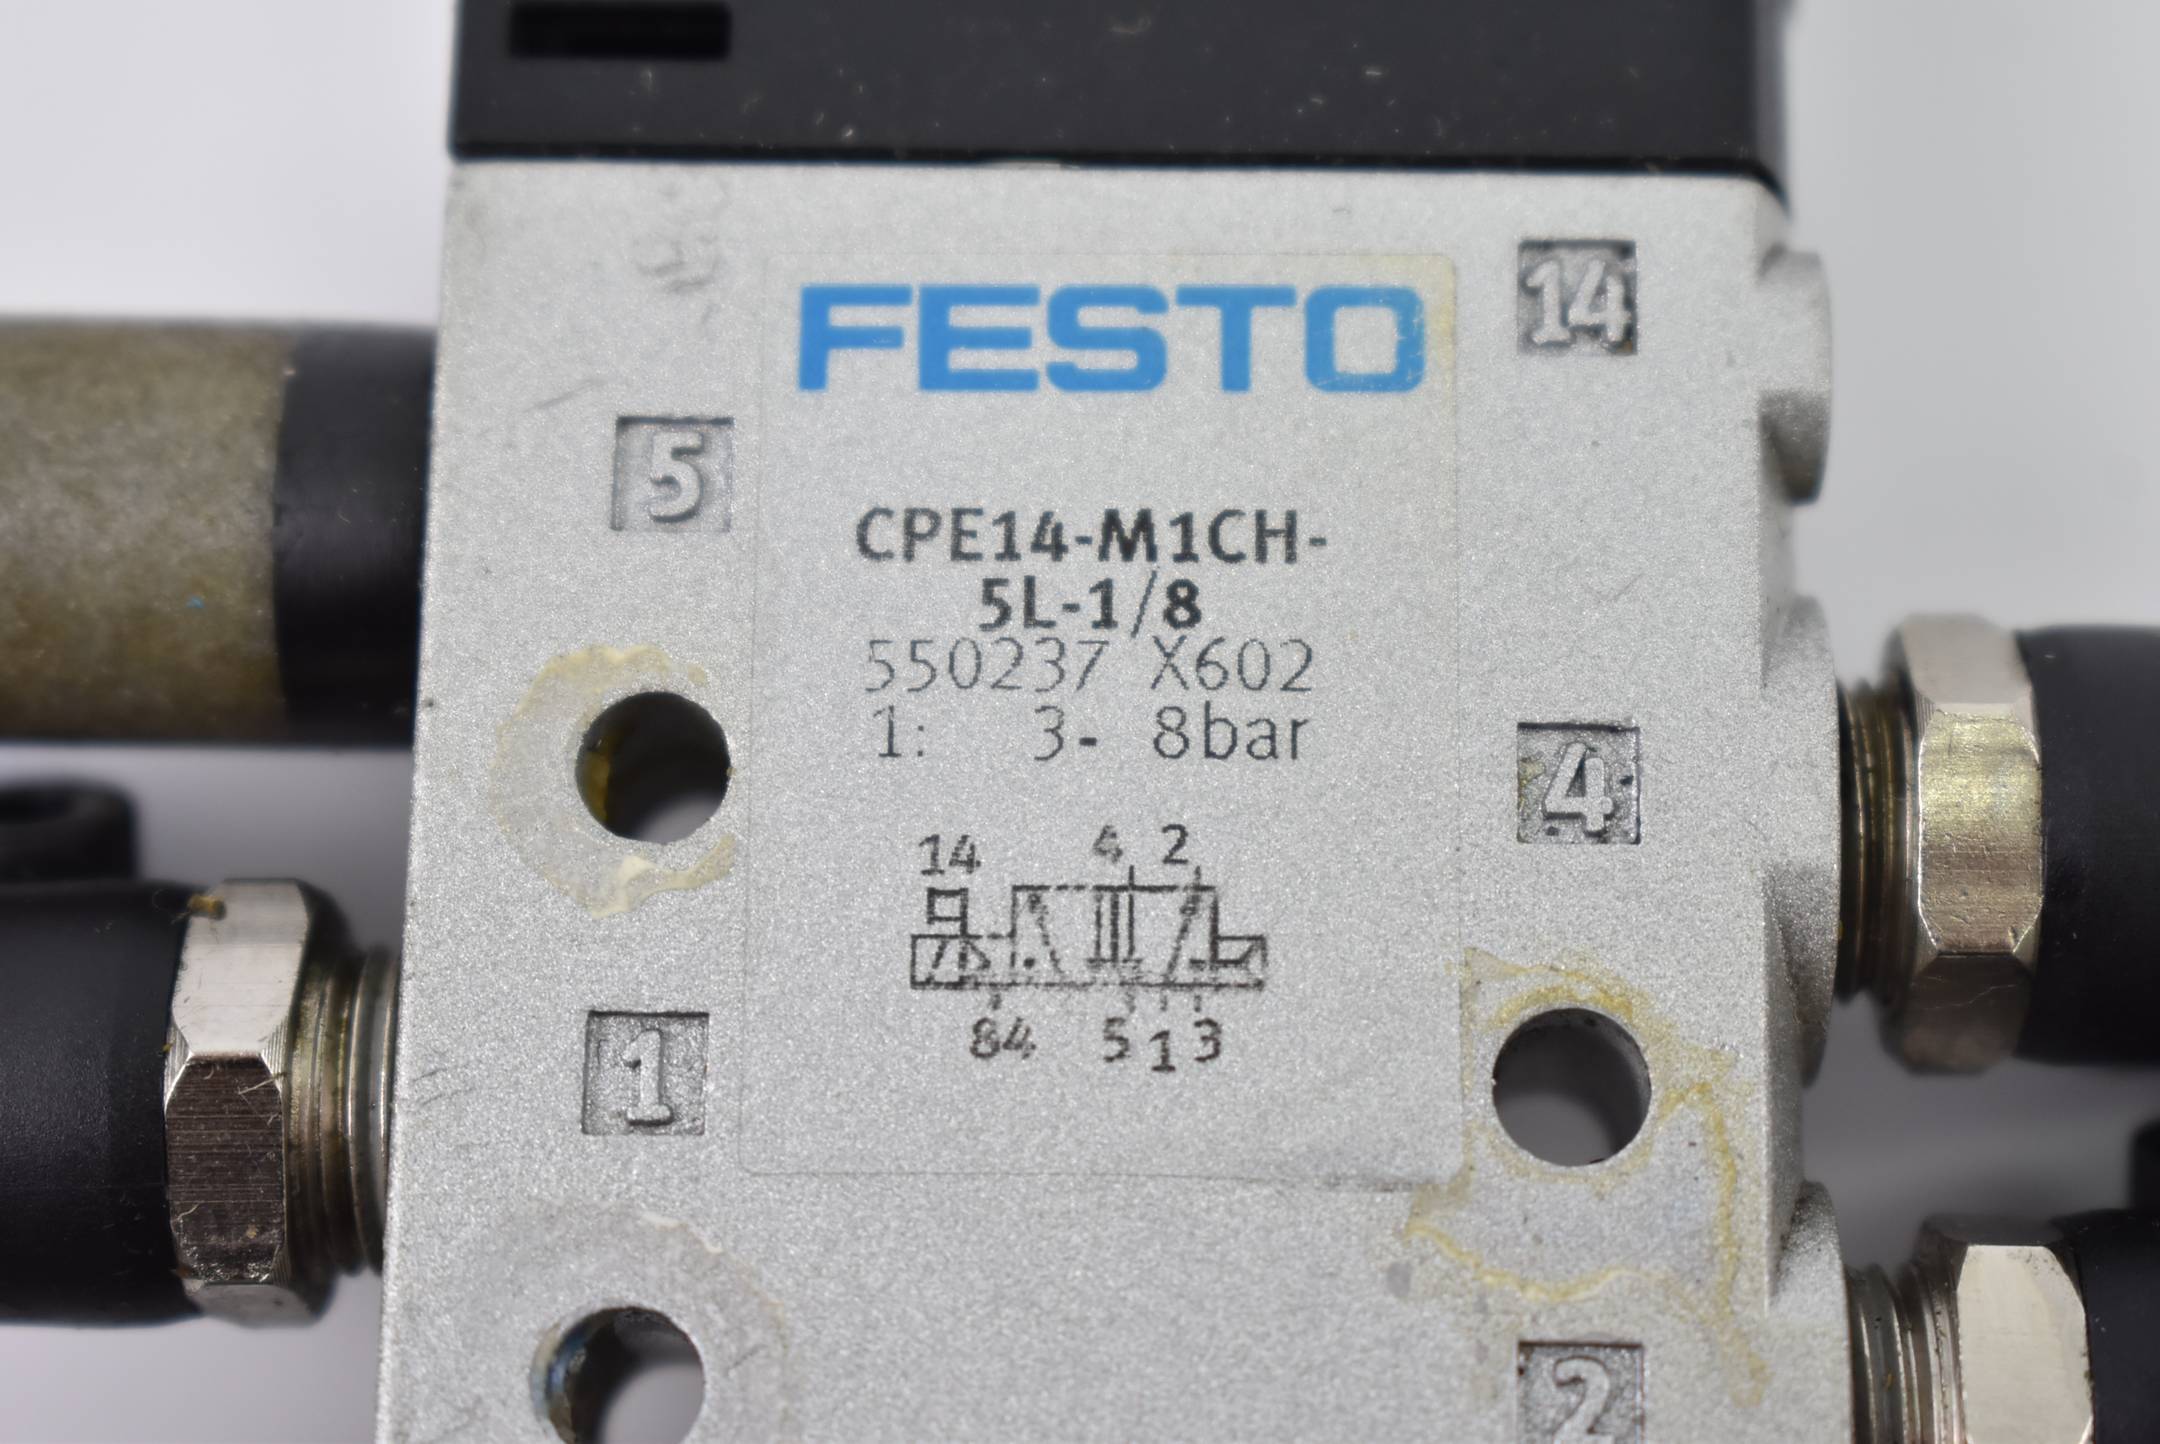 FESTO
14
5
CPE14-M1CH-
5L-1/8
550237 X602
1: 3- 8bar
4
14 4 2
84 5 1 3
1
2